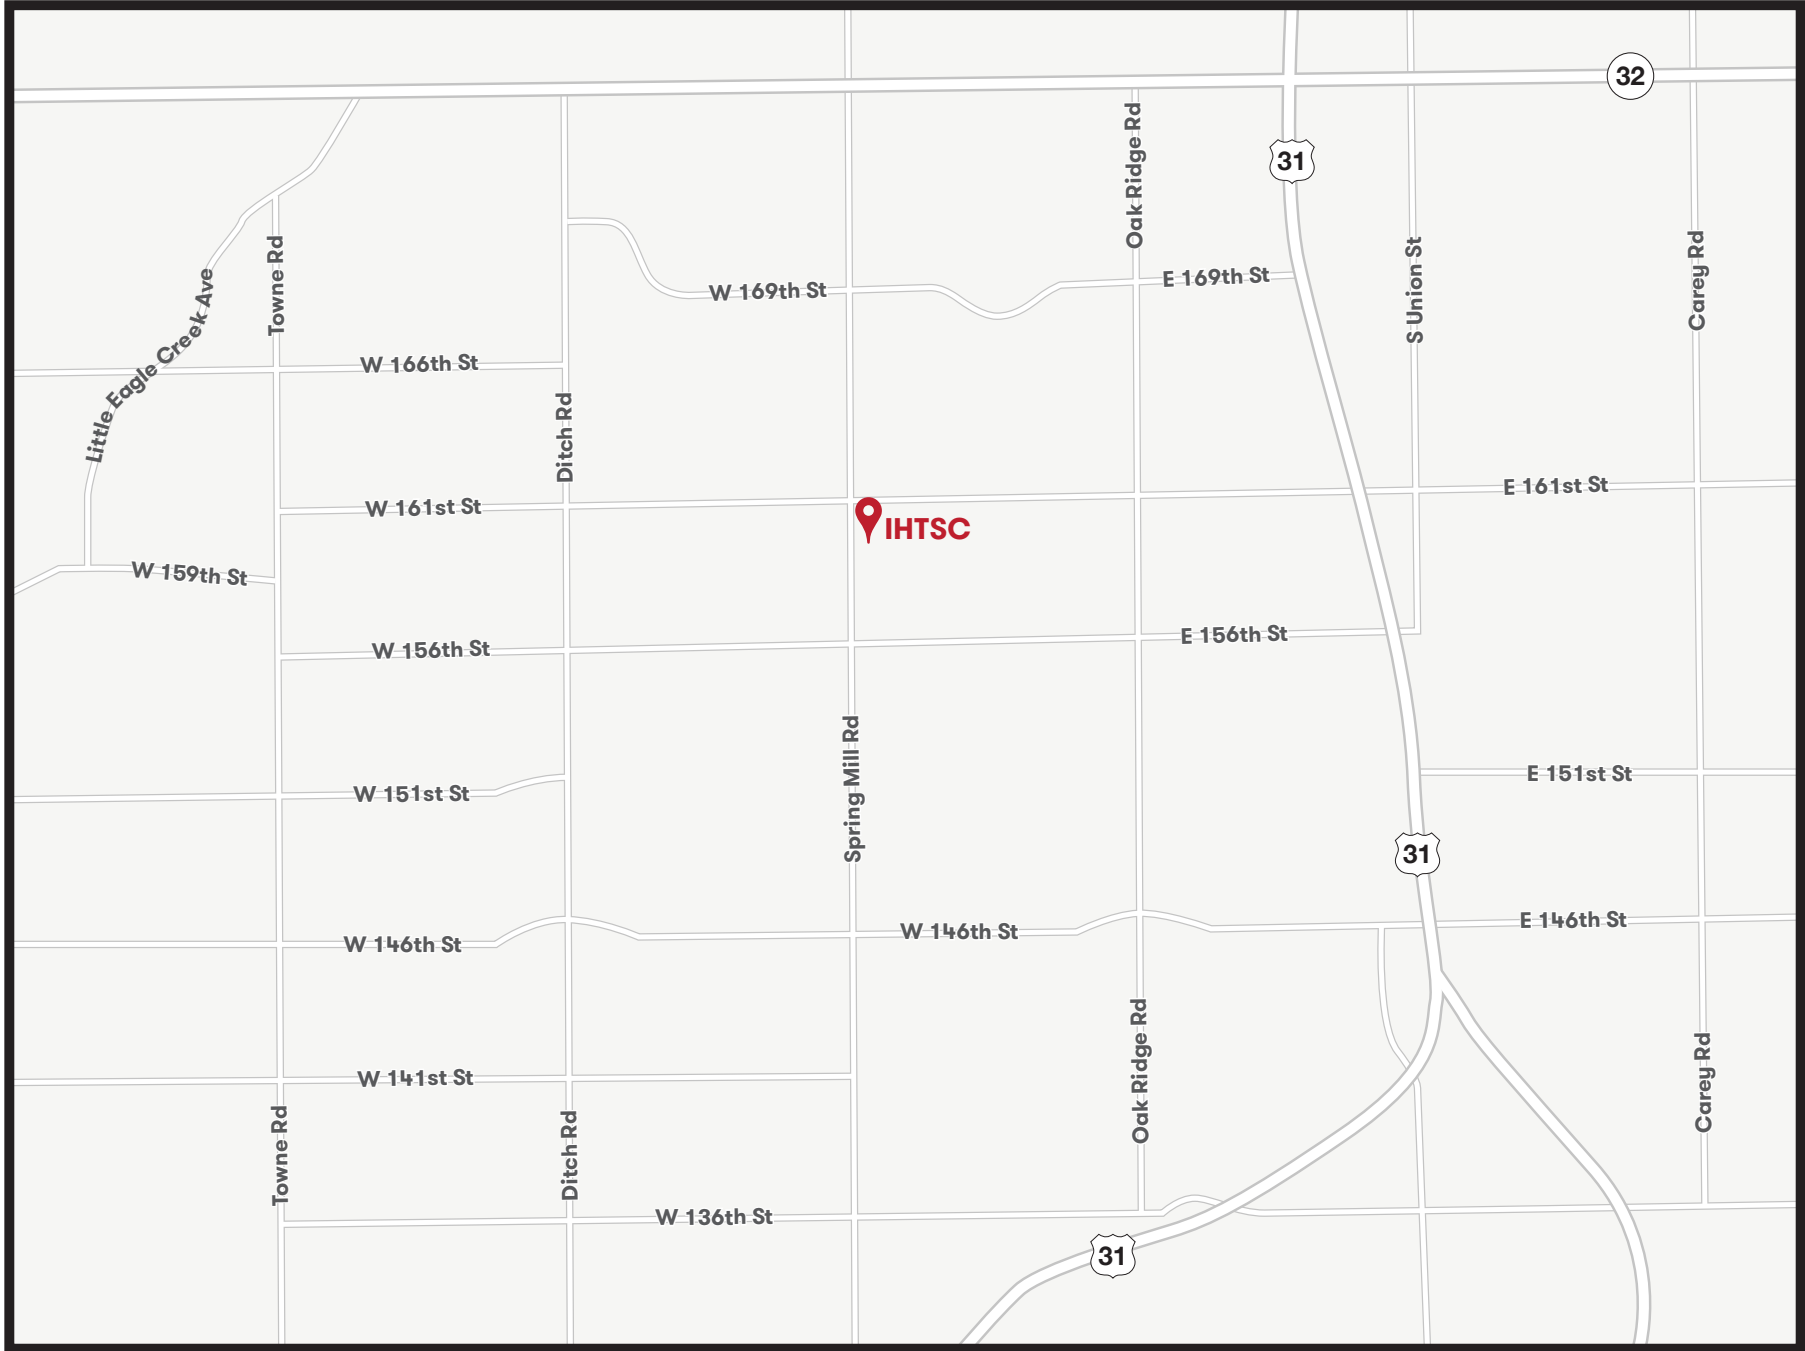 32
Oak Ridge Rd
31
Towne Rd
S Union St
Carey Rd
Little Eagle Creek Ave
W 169th St
E 169th St
W 166th St
Ditch Rd
W 161st St
E 161st St
IHTSC
W 159th St
W 156th St
E 156th St
W 151st St
Spring Mill Rd
E 151st St
31
W 146th St
W 146th St
E 146th St
Oak Ridge Rd
W 141st St
Carey Rd
Towne Rd
Ditch Rd
W 136th St
31